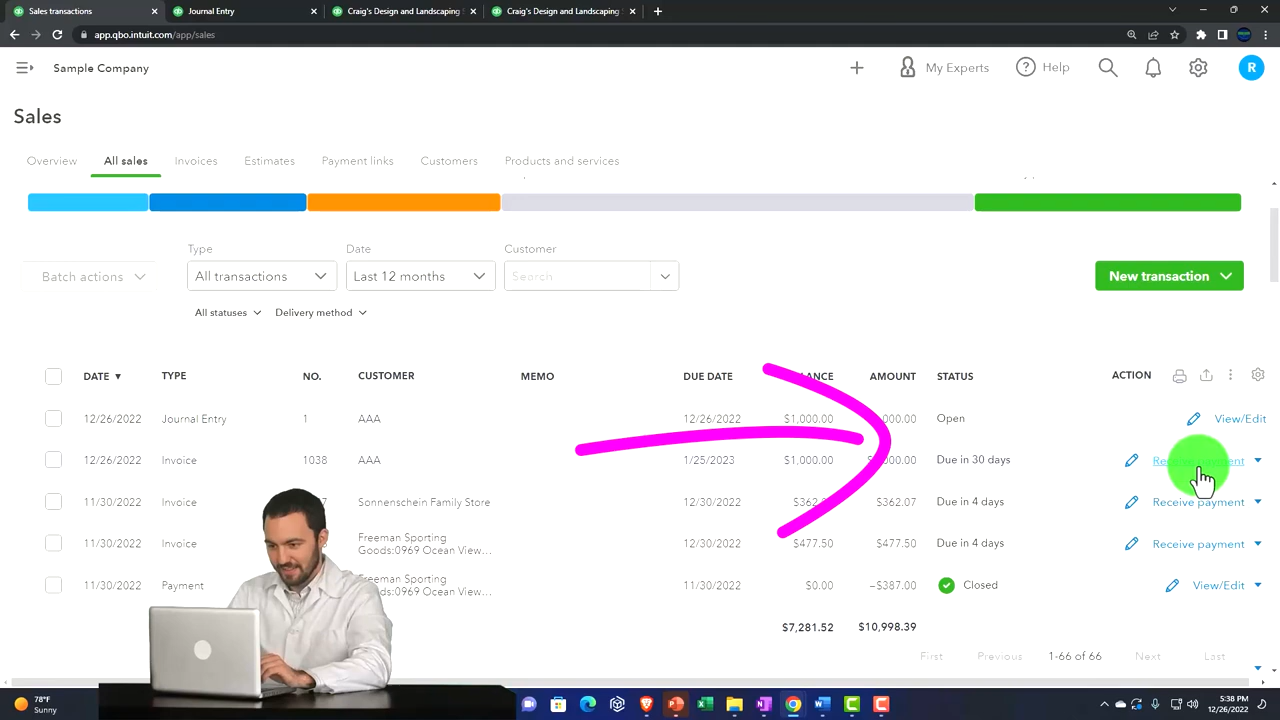 Sales transactions
Journal Entry
Craig's Design and Landscaping
Craig's Design and Landscaping
app.qbo.intuit.com/app/sales
Sample Company
My Experts
Help
R
Sales
Overview
All sales
Invoices
Estimates
Payment links
Customers
Products and services
Type
Date
Customer
Batch actions
All transactions
Last 12 months
Search
New transaction
All statuses
Delivery method
DATE ▼ TYPE NO. CUSTOMER MEMO DUE DATE AMOUNT STATUS ACTION
12/26/2022 Journal Entry 1 AAA 12/26/2022 $1,000.00 Open View/Edit
12/26/2022 Invoice 1038 AAA 1/25/2023 $1,000.00 Due in 30 days Receive payment
11/30/2022 Invoice Sonnenschein Family Store 12/30/2022 $362.07 Due in 4 days Receive payment
11/30/2022 Invoice Freeman Sporting
Goods:0969 Ocean View... 12/30/2022 $477.50 $477.50 Due in 4 days Receive payment
11/30/2022 Payment Sporting
0969 Ocean View... 11/30/2022 $0.00 –$387.00 Closed View/Edit
$7,281.52 $10,998.39
First Previous 1-66 of 66 Next Last
78°F
Sunny
5:38 PM
12/26/2022